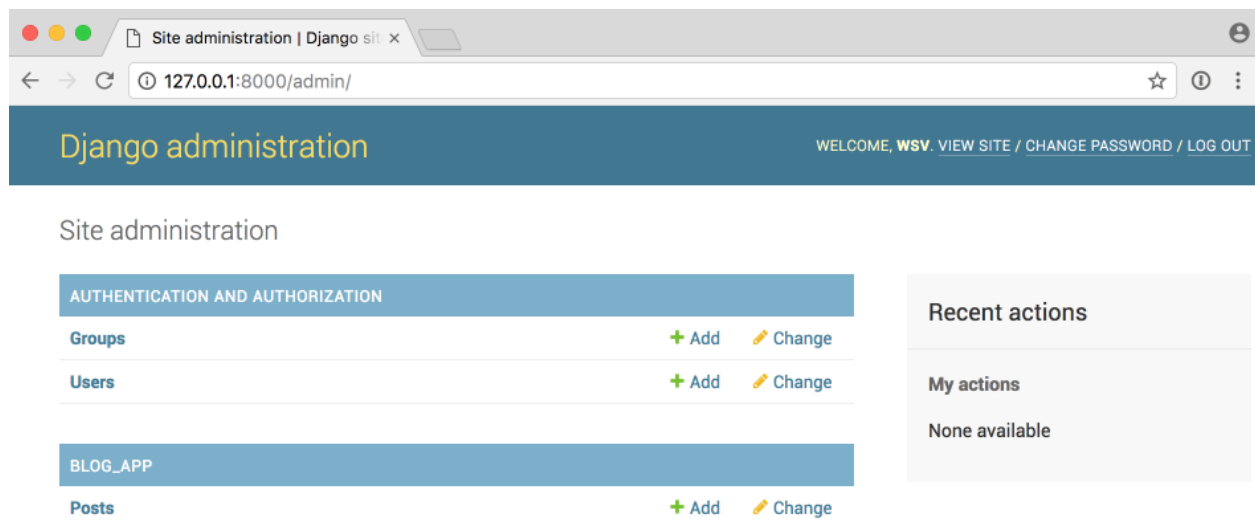 Site administration | Django sit
127.0.0.1:8000/admin/
Django administration
WELCOME, WSV. VIEW SITE / CHANGE PASSWORD / LOG OUT
Site administration
AUTHENTICATION AND AUTHORIZATION
Groups + Add Change
Users + Add Change
BLOG_APP
Posts + Add Change
Recent actions
My actions
None available